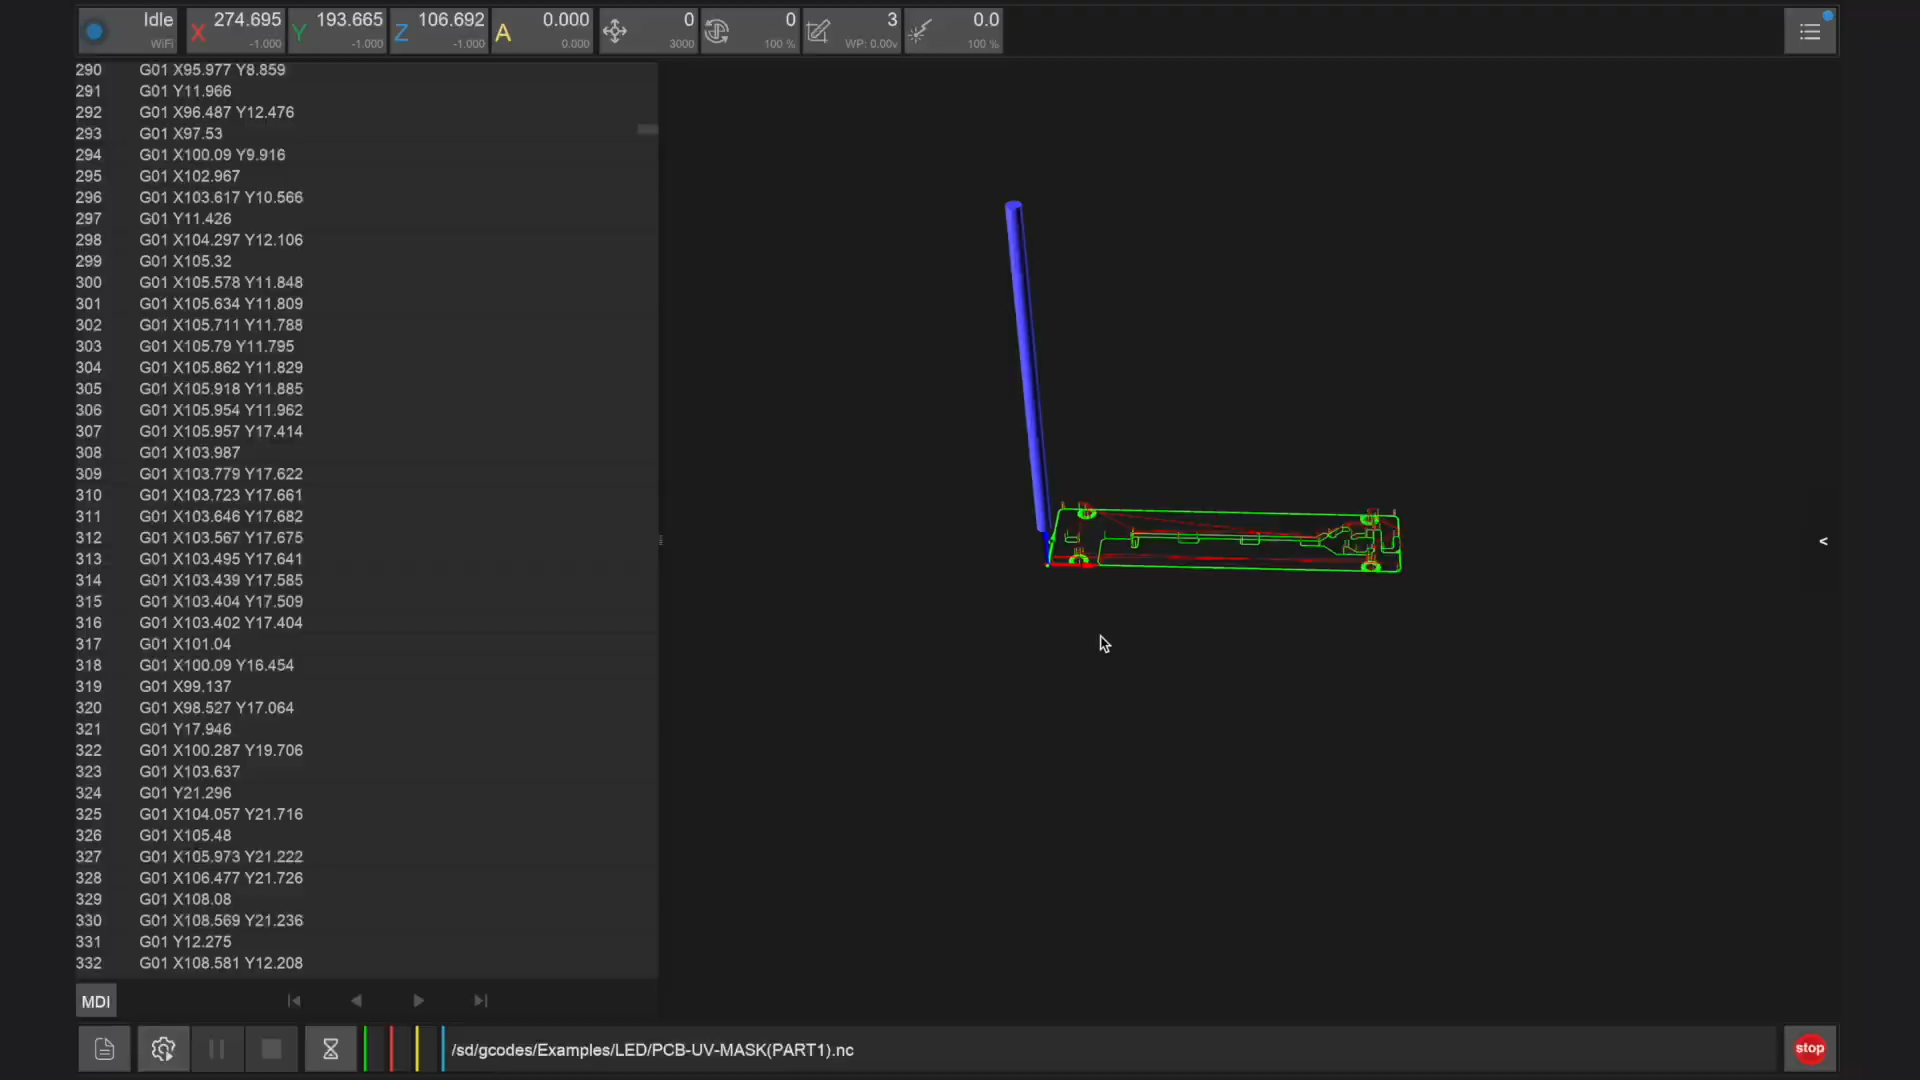 Idle
WiFi
X 274.695
-1.000
Y 193.665
-1.000
Z 106.692
-1.000
A 0.000
0.000
0
3000
0
100 %
3
WP: 0.00v
0.0
100 %
290 G01 X95.977 Y8.859
291 G01 Y11.966
292 G01 X96.487 Y12.476
293 G01 X97.53
294 G01 X100.09 Y9.916
295 G01 X102.967
296 G01 X103.617 Y10.566
297 G01 Y11.426
298 G01 X104.297 Y12.106
299 G01 X105.32
300 G01 X105.578 Y11.848
301 G01 X105.634 Y11.809
302 G01 X105.711 Y11.788
303 G01 X105.79 Y11.795
304 G01 X105.862 Y11.829
305 G01 X105.918 Y11.885
306 G01 X105.954 Y11.962
307 G01 X105.957 Y17.414
308 G01 X103.987
309 G01 X103.779 Y17.622
310 G01 X103.723 Y17.661
311 G01 X103.646 Y17.682
312 G01 X103.567 Y17.675
313 G01 X103.495 Y17.641
314 G01 X103.439 Y17.585
315 G01 X103.404 Y17.509
316 G01 X103.402 Y17.404
317 G01 X101.04
318 G01 X100.09 Y16.454
319 G01 X99.137
320 G01 X98.527 Y17.064
321 G01 Y17.946
322 G01 X100.287 Y19.706
323 G01 X103.637
324 G01 Y21.296
325 G01 X104.057 Y21.716
326 G01 X105.48
327 G01 X105.973 Y21.222
328 G01 X106.477 Y21.726
329 G01 X108.08
330 G01 X108.569 Y21.236
331 G01 Y12.275
332 G01 X108.581 Y12.208
<
MDI
/sd/gcodes/Examples/LED/PCB-UV-MASK(PART1).nc
stop